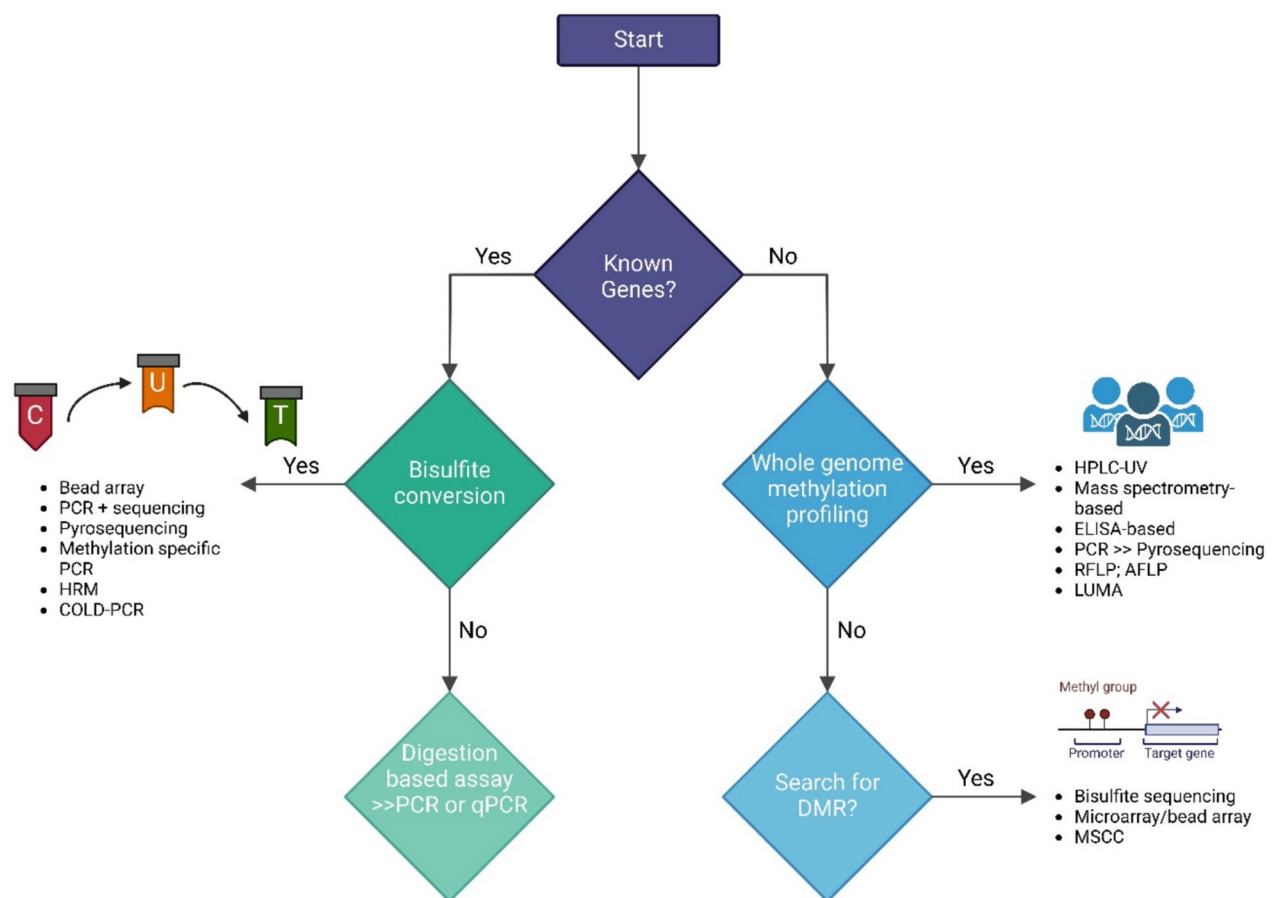 Start
Known
Genes?
Yes
No
C
U
T
Bisulfite
conversion
Yes
• Bead array
• PCR + sequencing
• Pyrosequencing
• Methylation specific
PCR
• HRM
• COLD-PCR
No
Digestion
based assay
>>PCR or qPCR
Whole genome
methylation
profiling
Yes
• HPLC-UV
• Mass spectrometry-
based
• ELISA-based
• PCR >> Pyrosequencing
• RFLP; AFLP
• LUMA
No
Search for
DMR?
Yes
Methyl group
Promoter
Target gene
• Bisulfite sequencing
• Microarray/bead array
• MSCC